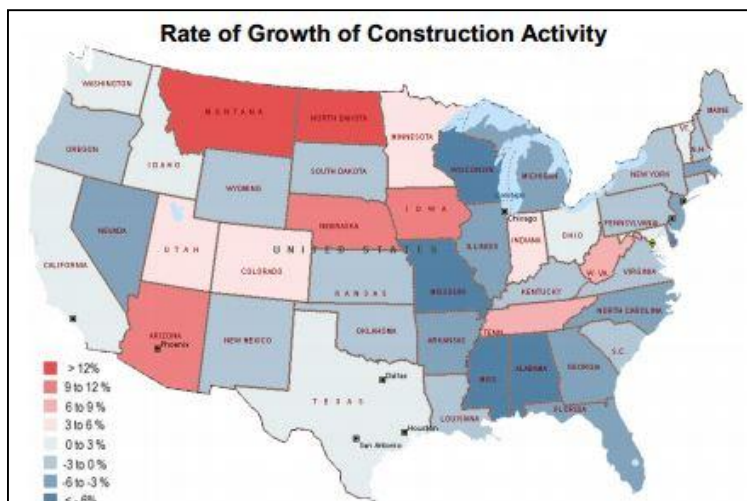 Rate of Growth of Construction Activity
WASHINGTON
MONTANA
NORTH DAKOTA
MINNESOTA
MAINE
VT.
N.H.
OREGON
IDAHO
SOUTH DAKOTA
WISCONSIN
MICHIGAN
NEW YORK
WYOMING
Chicago
NEVADA
UTAH
NEBRASKA
IOWA
PENNSYLVANIA
CALIFORNIA
COLORADO
UNITED STATES
ILLINOIS
INDIANA
OHIO
W. VA.
VIRGINIA
KANSAS
MISSOURI
KENTUCKY
ARIZONA
Phoenix
NEW MEXICO
OKLAHOMA
ARKANSAS
TENN.
NORTH CAROLINA
S.C.
TEXAS
Dallas
MISS.
ALABAMA
GEORGIA
LOUISIANA
FLORIDA
San Antonio
Houston
> 12%
9 to 12 %
6 to 9 %
3 to 6 %
0 to 3 %
-3 to 0 %
-6 to -3 %
< - 6%